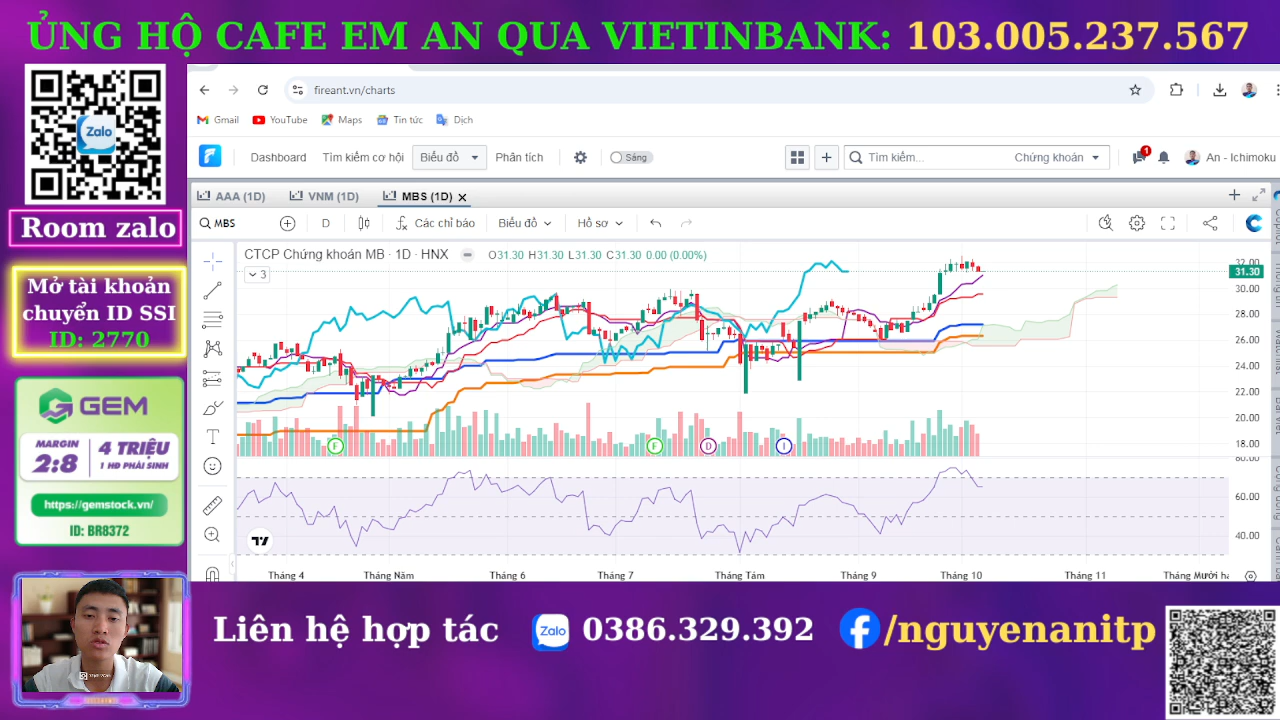 ỦNG HỘ CAFE EM AN QUA VIETINBANK: 103.005.237.567
Zalo
Room zalo
Mở tài khoản
chuyển ID SSI
ID: 2770
GEM
MARGIN
2:8
4 TRIỆU
1 HĐ PHÁI SINH
https://gemstock.vn/
ID: BR8372
fireant.vn/charts
Gmail YouTube Maps Tin tức Dịch
Dashboard Tìm kiếm cơ hội Biểu đồ Phân tích Sáng Tìm kiếm... Chứng khoán 1 An - Ichimoku
AAA (1D) VNM (1D) MBS (1D)
MBS D Các chỉ báo Biểu đồ Hồ sơ
CTCP Chứng khoán MB · 1D · HNX O31.30 H31.30 L31.30 C31.30 0.00 (0.00%)
3
32.00
31.30
30.00
28.00
26.00
24.00
22.00
20.00
18.00
80.00
60.00
40.00
F F D I
Tháng 4 Tháng Năm Tháng 6 Tháng 7 Tháng Tám Tháng 9 Tháng 10 Tháng 11 Tháng Mười ha
Liên hệ hợp tác Zalo 0386.329.392 /nguyenanitp